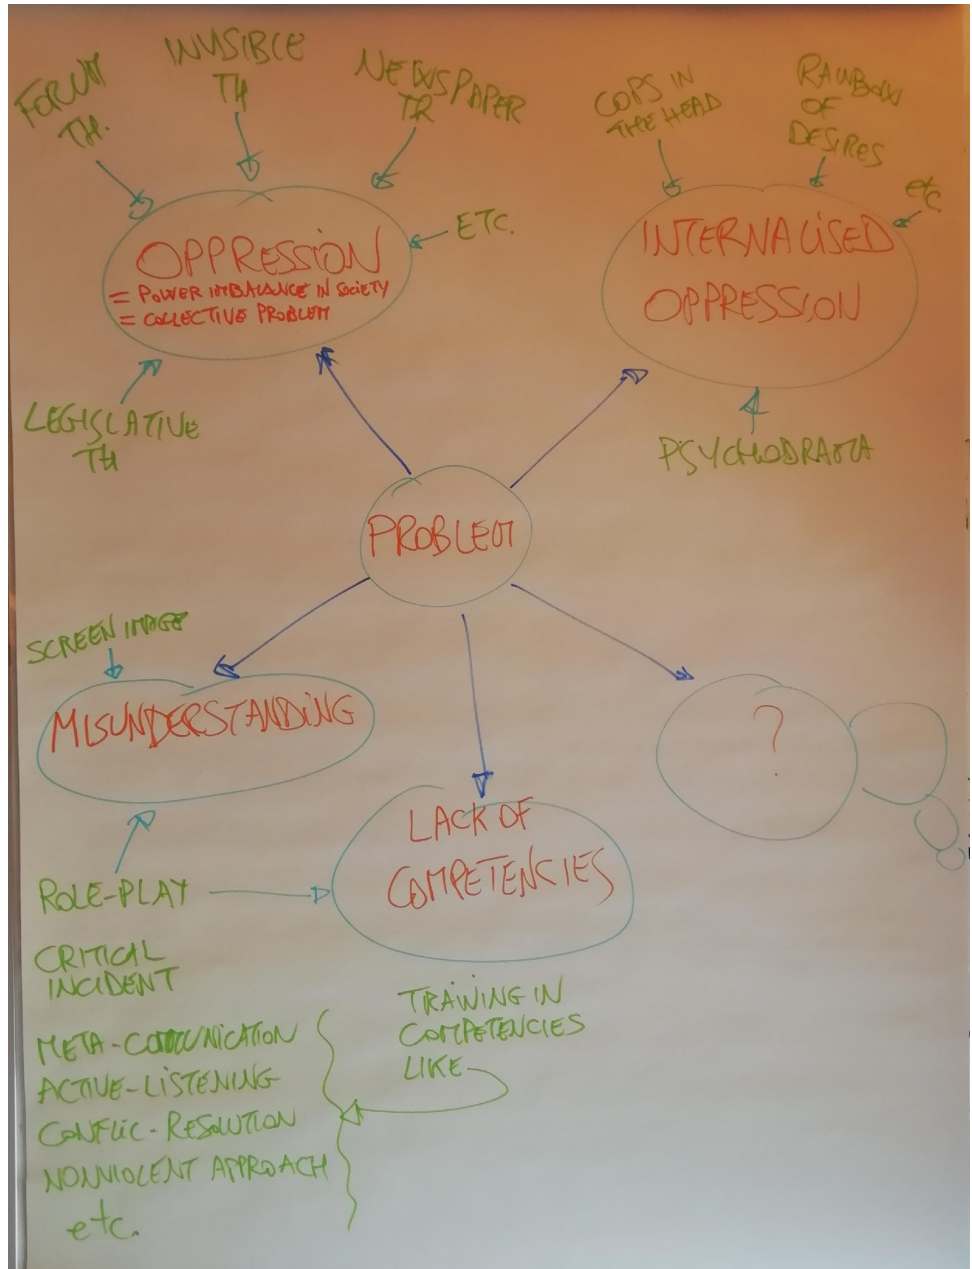 FORUM
TH.
INVISIBLE
TH
NEWSPAPER
TR
COPS IN
THE HEAD
RAINBOW
OF
DESIRES
etc.
OPPRESSION
= POWER IMBALANCE IN SOCIETY
= COLLECTIVE PROBLEM
ETC.
INTERNALISED
OPPRESSION
LEGISLATIVE
TH
PSYCHODRAMA
PROBLEM
SCREEN IMAGE
MISUNDERSTANDING
?
LACK OF
COMPETENCIES
ROLE-PLAY
CRITICAL
INCIDENT
TRAINING IN
COMPETENCIES
LIKE
META-COMMUNICATION
ACTIVE-LISTENING
CONFLIC-RESOLUTION
NONVIOLENT APPROACH
etc.